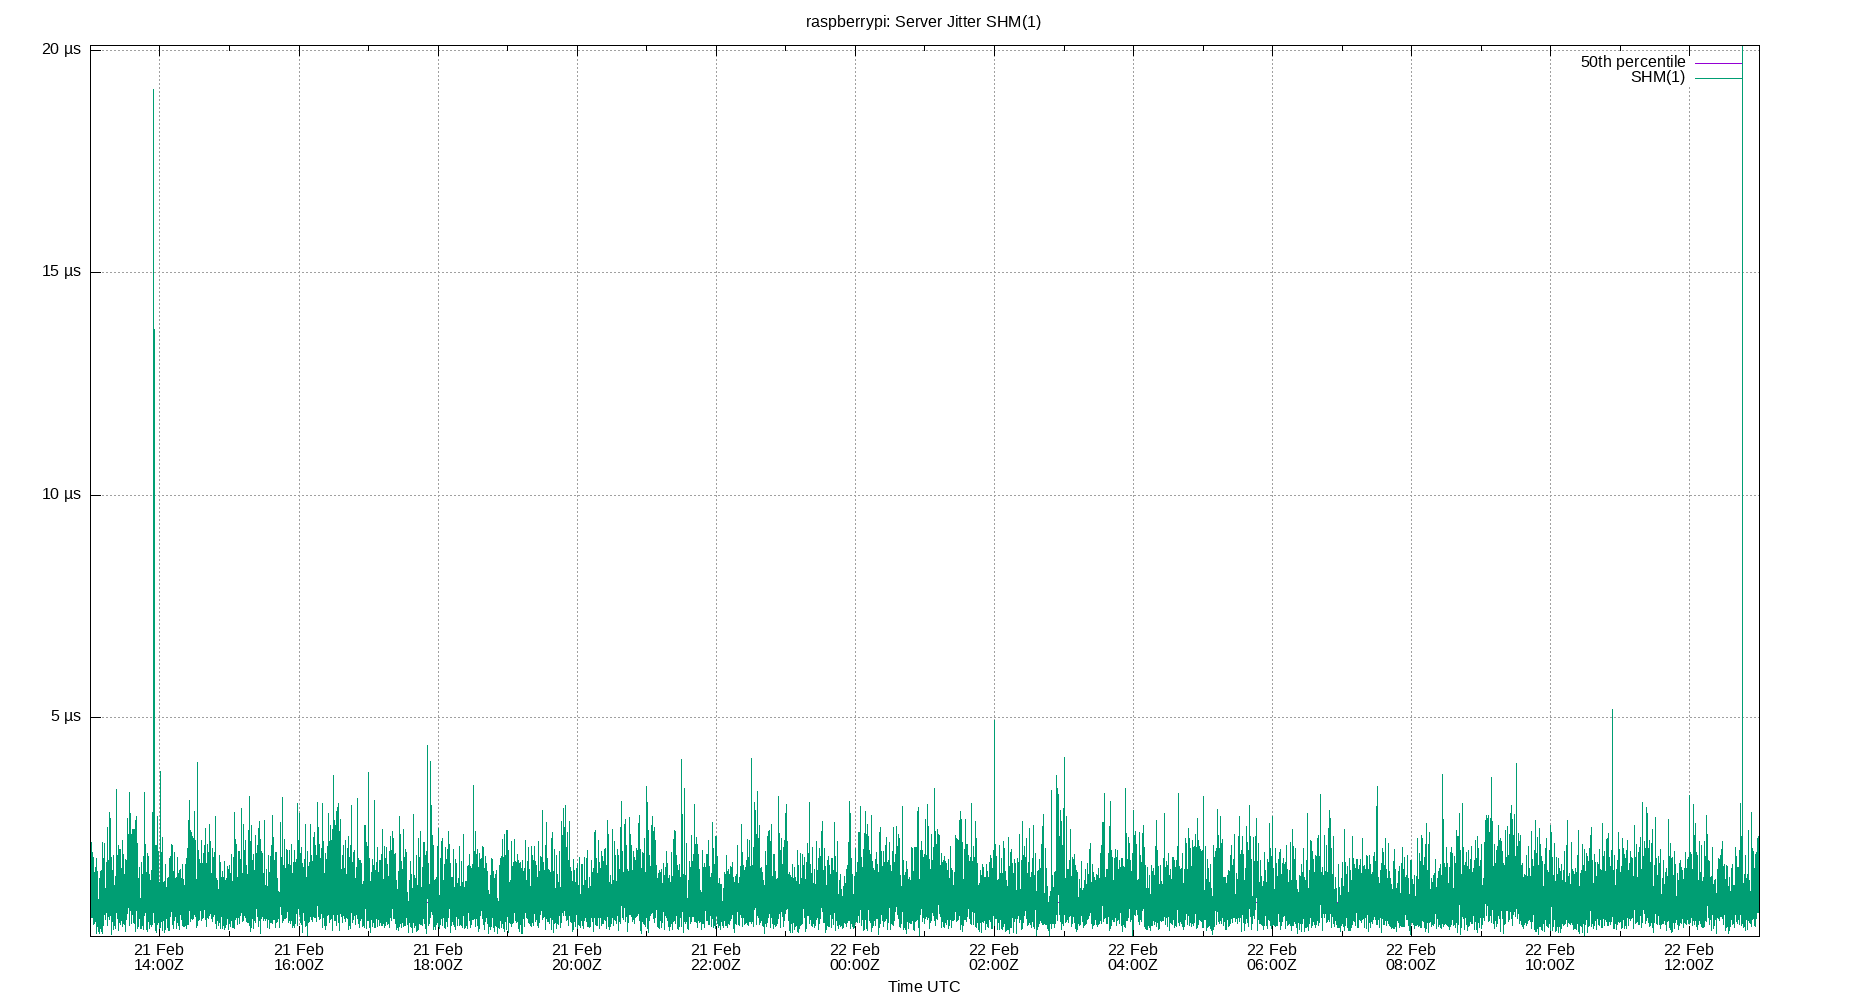 raspberrypi: Server Jitter SHM(1)
20 µs
50th percentile
SHM(1)
15 µs
10 µs
5 µs
21 Feb 21 Feb 21 Feb 21 Feb 21 Feb 22 Feb 22 Feb 22 Feb 22 Feb 22 Feb 22 Feb 22 Feb
14:00Z 16:00Z 18:00Z 20:00Z 22:00Z 00:00Z 02:00Z 04:00Z 06:00Z 08:00Z 10:00Z 12:00Z
Time UTC